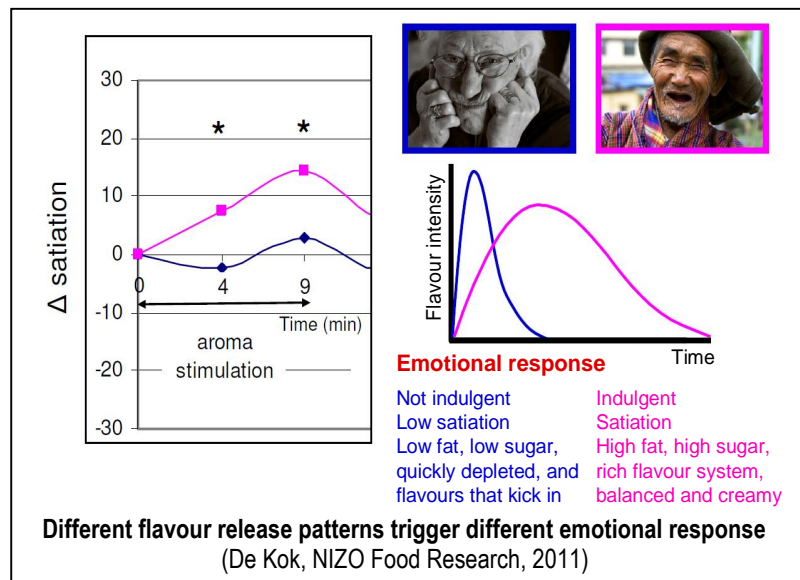 30
20
10
0
-10
-20
-30
Δ satiation
* *
0 4 9
Time (min)
aroma
stimulation
Flavour intensity
Time
Emotional response
Not indulgent
Low satiation
Low fat, low sugar,
quickly depleted, and
flavours that kick in
Indulgent
Satiation
High fat, high sugar,
rich flavour system,
balanced and creamy
Different flavour release patterns trigger different emotional response
(De Kok, NIZO Food Research, 2011)